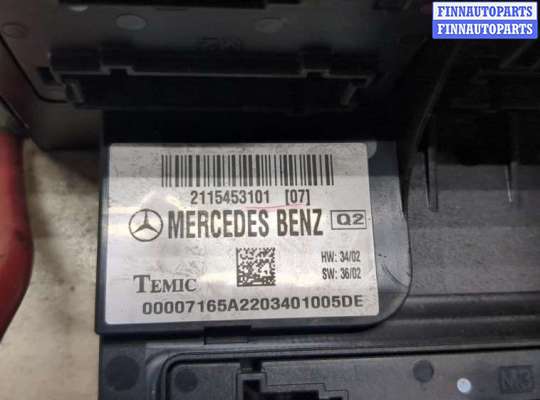 FINNAUTOPARTS
FINNAUTOPARTS
2115453101 [07]
MERCEDES BENZ Q2
HW: 34/02
SW: 36/02
TEMIC
00007165A2203401005DE